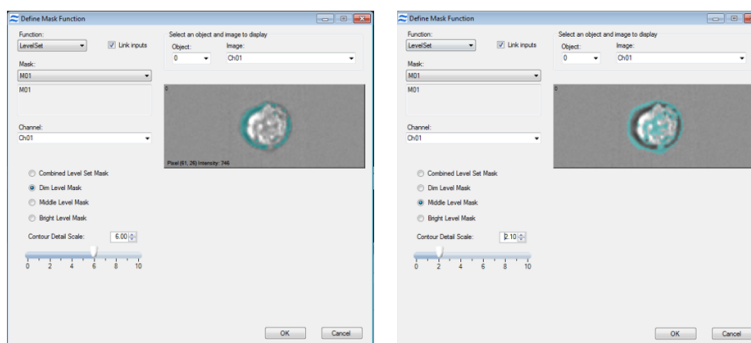 Define Mask Function
Function:
LevelSet
Link inputs
Select an object and image to display
Object:
Image:
0
Ch01
Mask:
M01
M01
0
Pixel (61, 26) Intensity: 746
Channel:
Ch01
Combined Level Set Mask
Dim Level Mask
Middle Level Mask
Bright Level Mask
Contour Detail Scale:
6.00
0 2 4 6 8 10
OK
Cancel
Define Mask Function
Function:
LevelSet
Link inputs
Select an object and image to display
Object:
Image:
0
Ch01
Mask:
M01
M01
0
Channel:
Ch01
Combined Level Set Mask
Dim Level Mask
Middle Level Mask
Bright Level Mask
Contour Detail Scale:
2.10
0 2 4 6 8 10
OK
Cancel